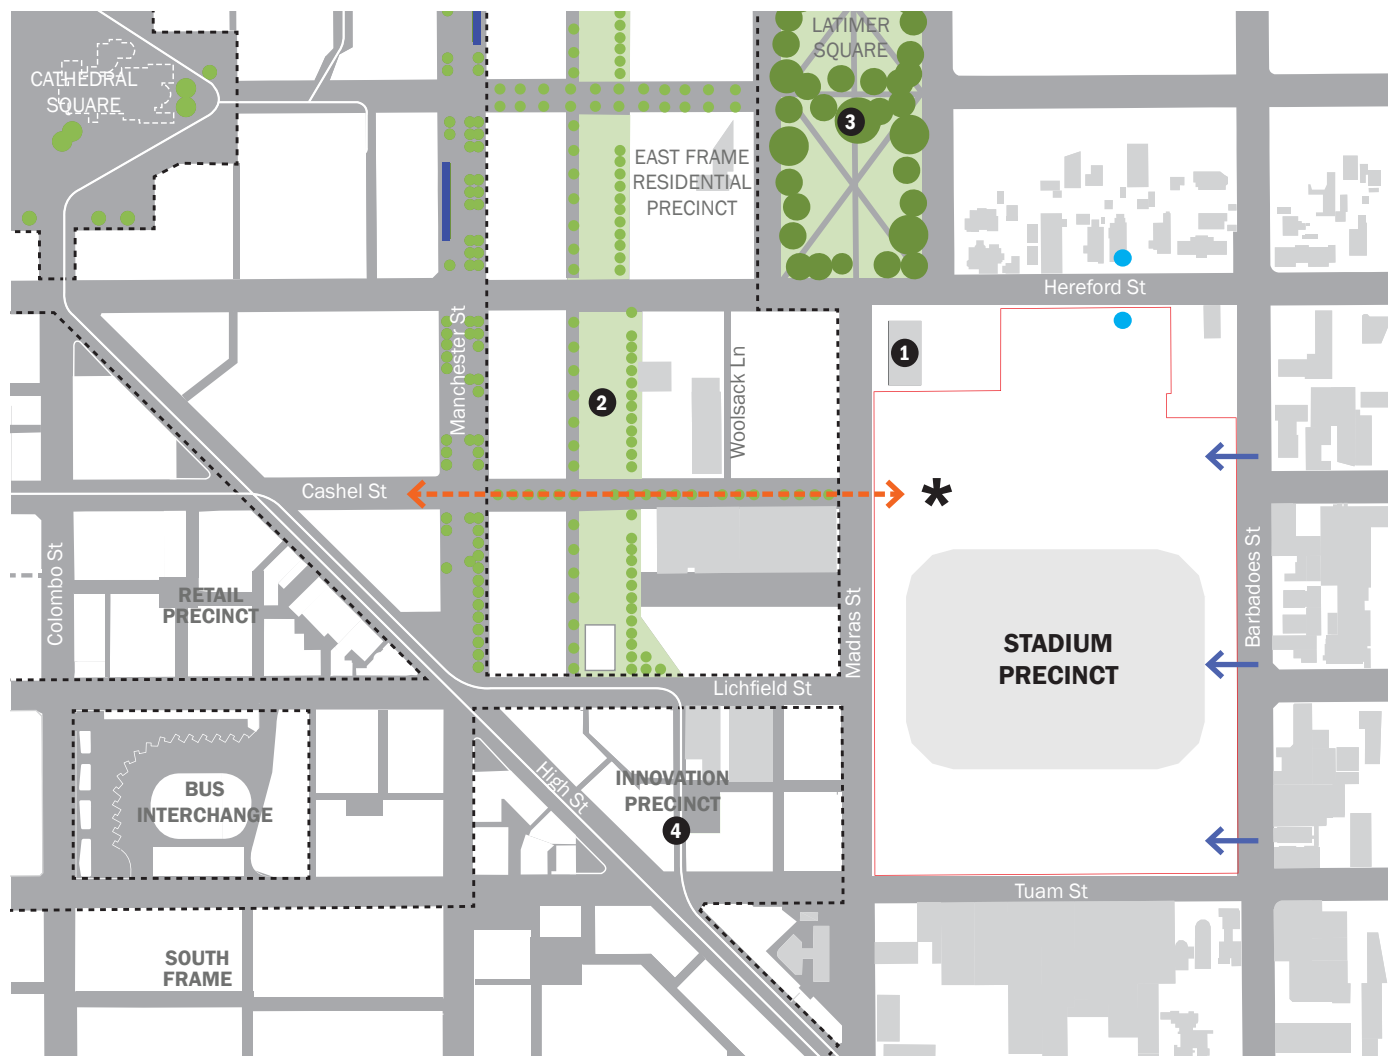 LATIMER
SQUARE
CATHEDRAL
SQUARE
3
EAST FRAME
RESIDENTIAL
PRECINCT
Hereford St
Manchester St
Woolsack Ln
1
2
Cashel St
*
Colombo St
RETAIL
PRECINCT
Madras St
Barbadoes St
STADIUM
PRECINCT
Lichfield St
High St
INNOVATION
PRECINCT
4
BUS
INTERCHANGE
Tuam St
SOUTH
FRAME